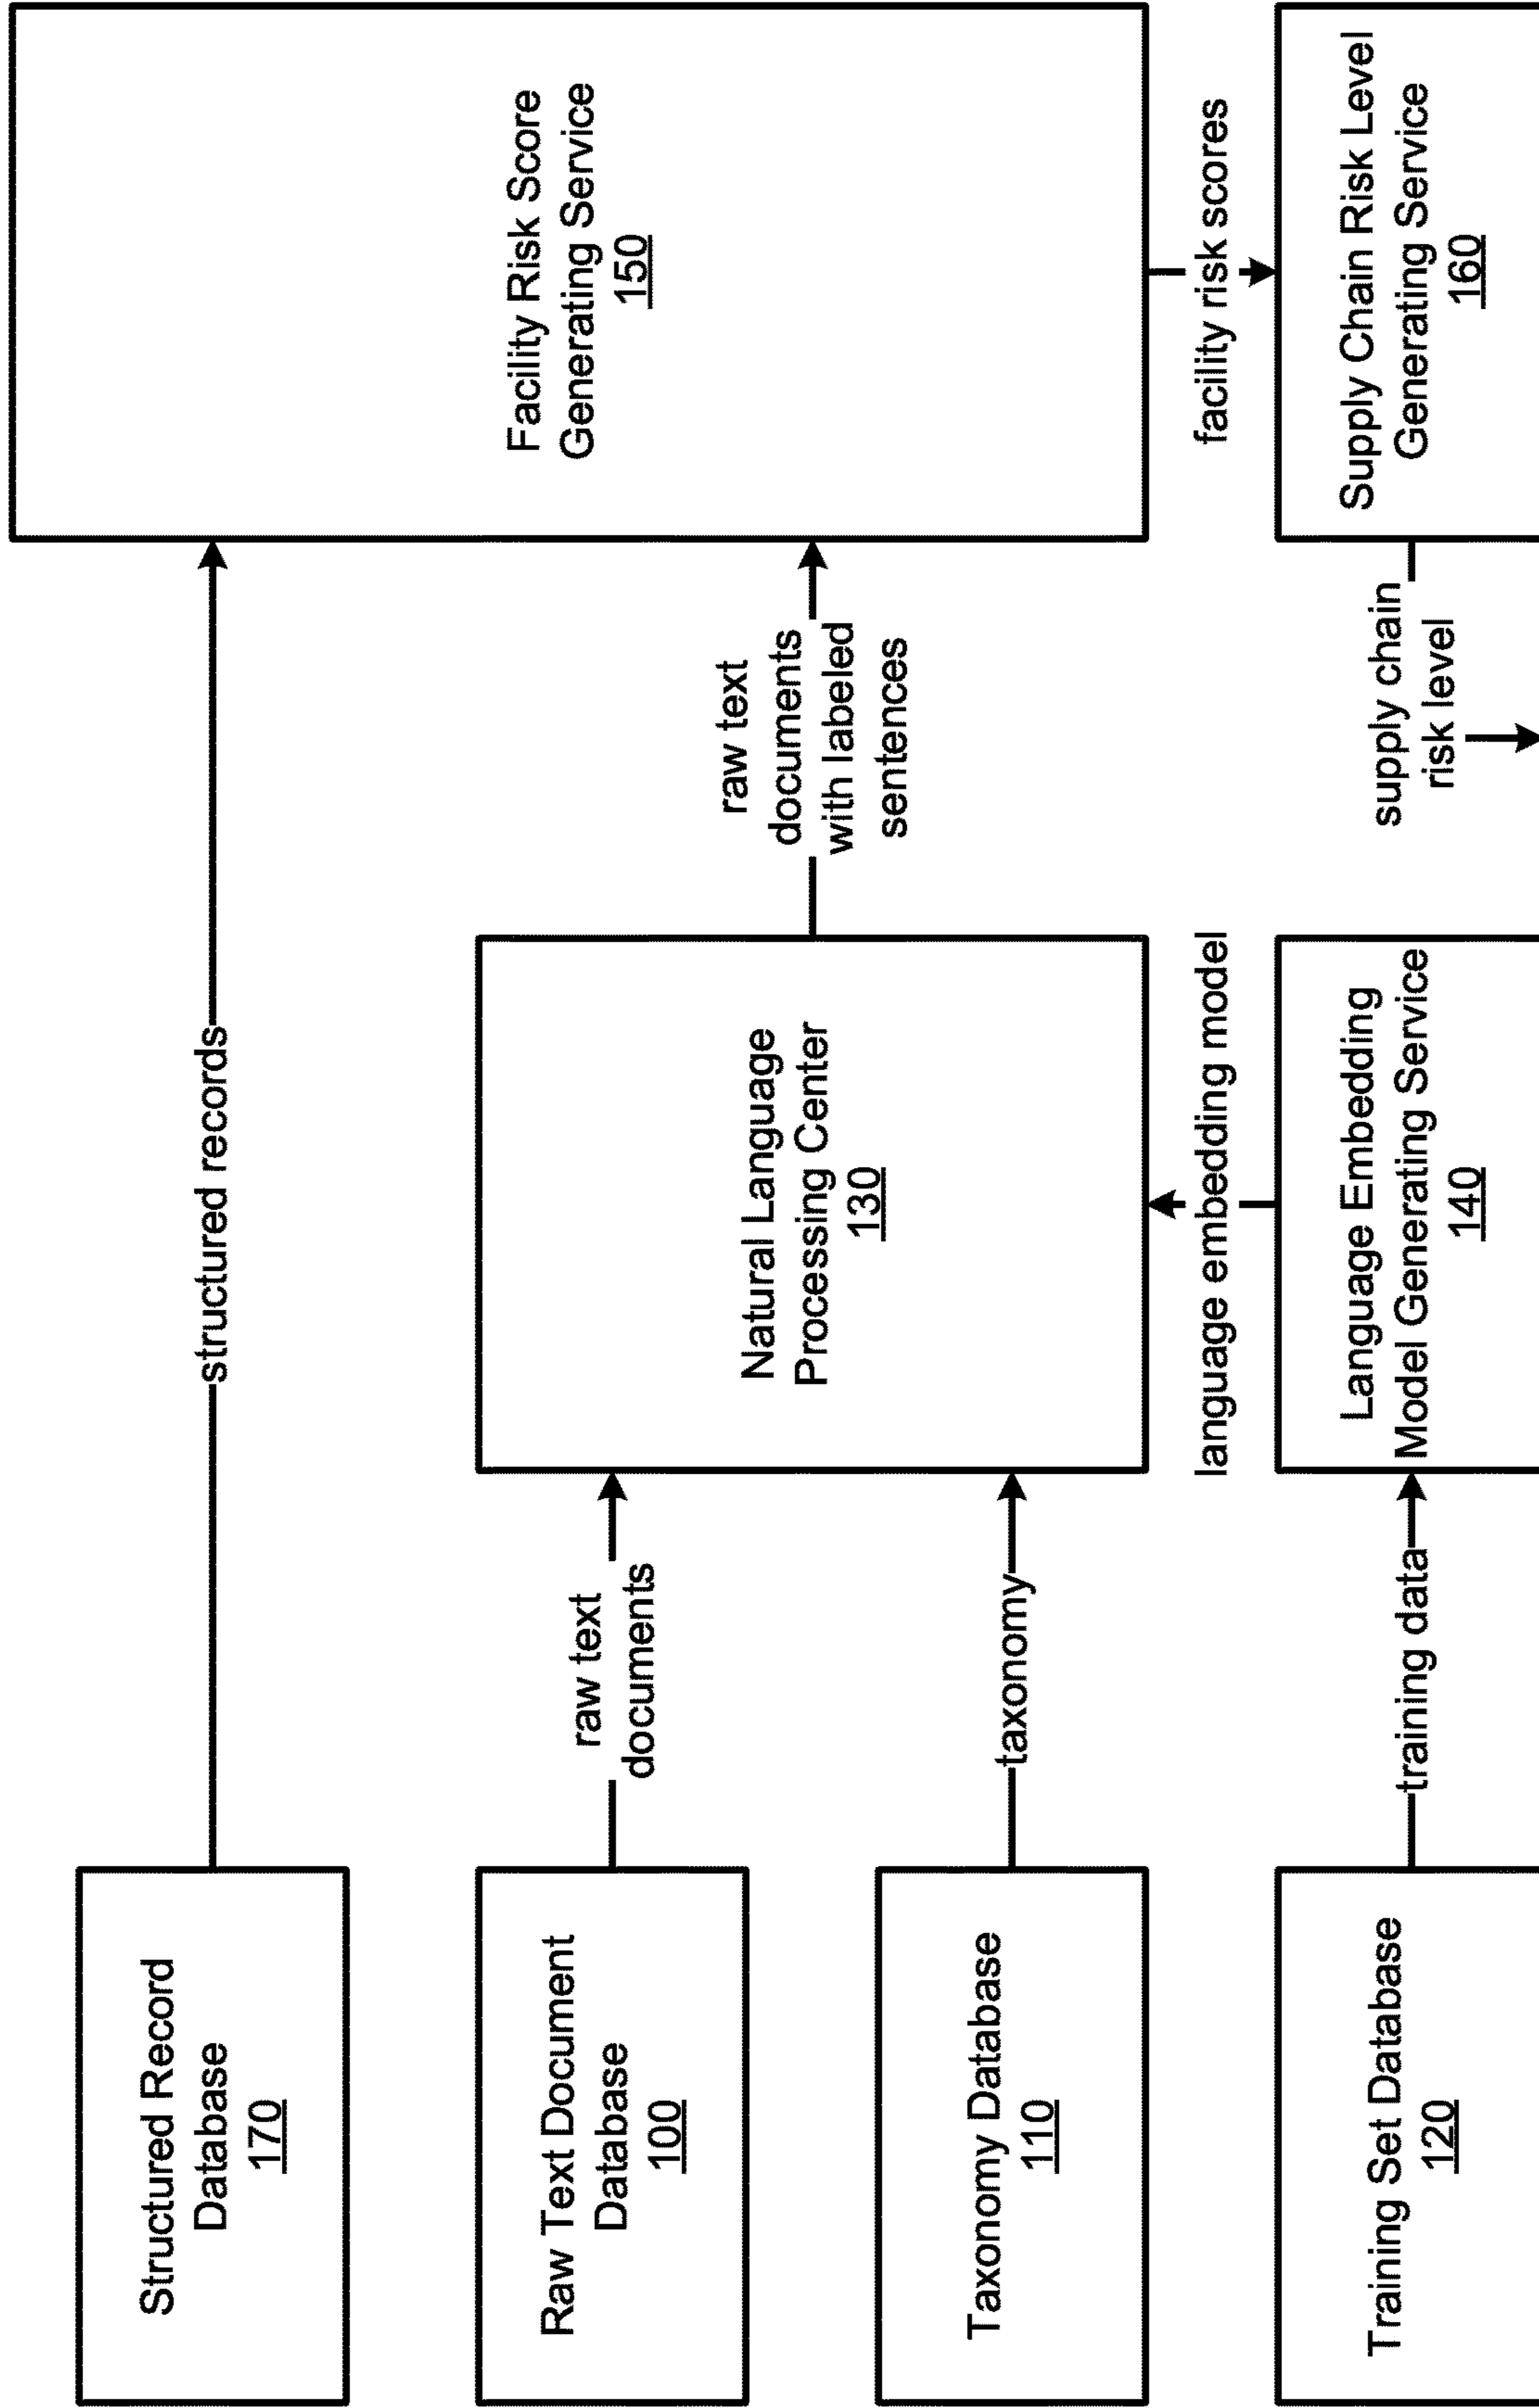 Structured Record
Database
170
structured records
Facility Risk Score
Generating Service
150
Raw Text Document
Database
100
raw text
documents
Natural Language
Processing Center
130
raw text
documents
with labeled
sentences
Taxonomy Database
110
taxonomy
language embedding model
facility risk scores
Training Set Database
120
training data
Language Embedding
Model Generating Service
140
supply chain
risk level
Supply Chain Risk Level
Generating Service
160